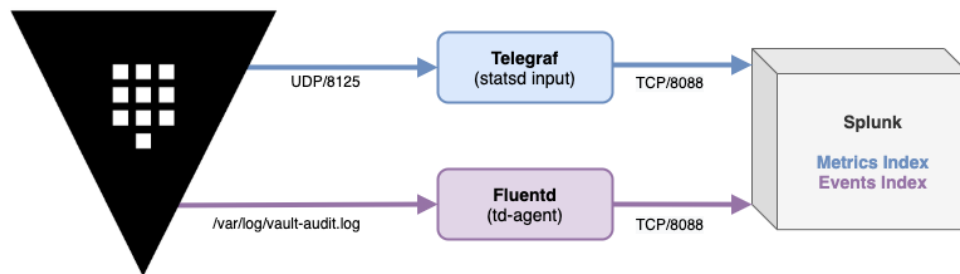 UDP/8125
Telegraf
(statsd input)
TCP/8088
/var/log/vault-audit.log
Fluentd
(td-agent)
TCP/8088
Splunk
Metrics Index
Events Index